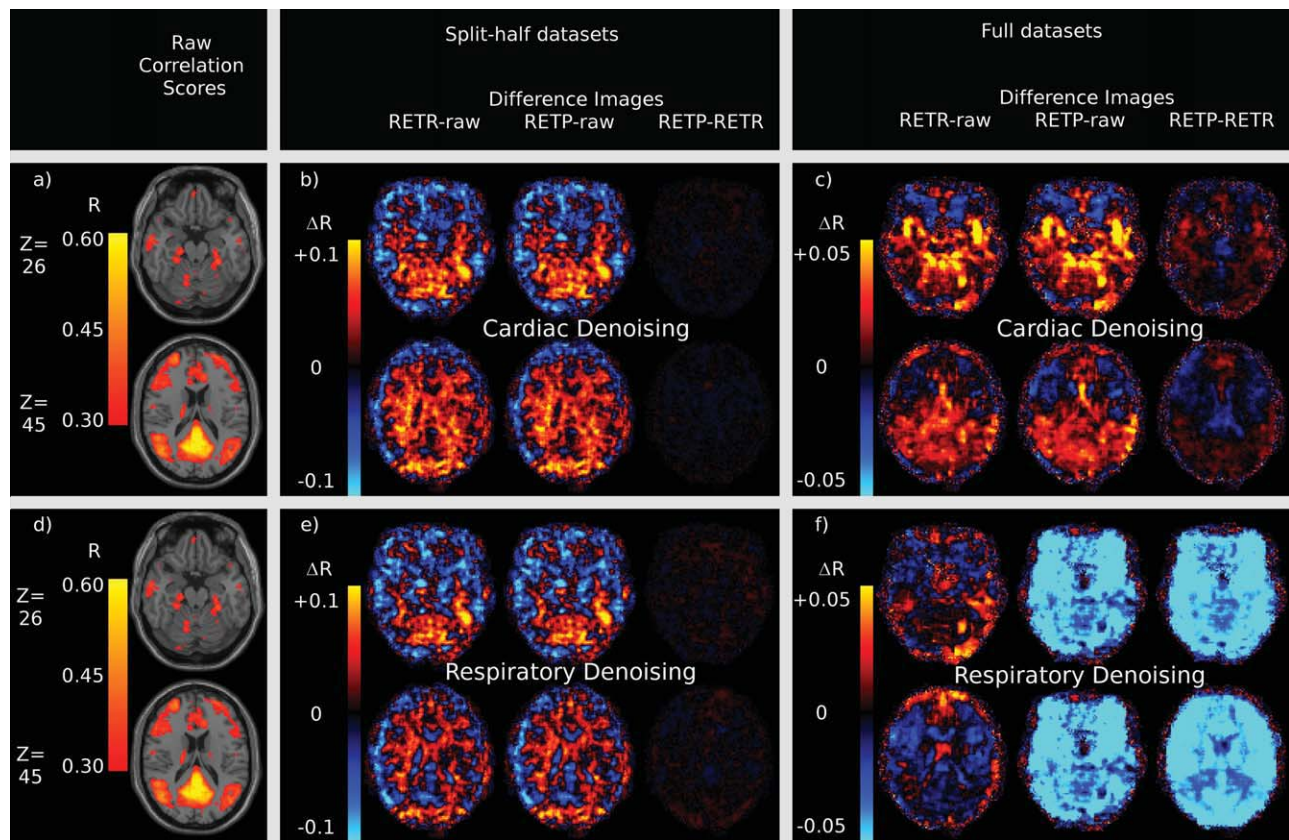 Raw
Correlation
Scores
Split-half datasets
Difference Images
RETR-raw RETP-raw RETP-RETR
Full datasets
Difference Images
RETR-raw RETP-raw RETP-RETR
a)
R
0.60
0.45
0.30
Z=
26
Z=
45
b)
ΔR
+0.1
0
-0.1
Cardiac Denoising
c)
ΔR
+0.05
0
-0.05
Cardiac Denoising
d)
R
0.60
0.45
0.30
Z=
26
Z=
45
e)
ΔR
+0.1
0
-0.1
Respiratory Denoising
f)
ΔR
+0.05
0
-0.05
Respiratory Denoising